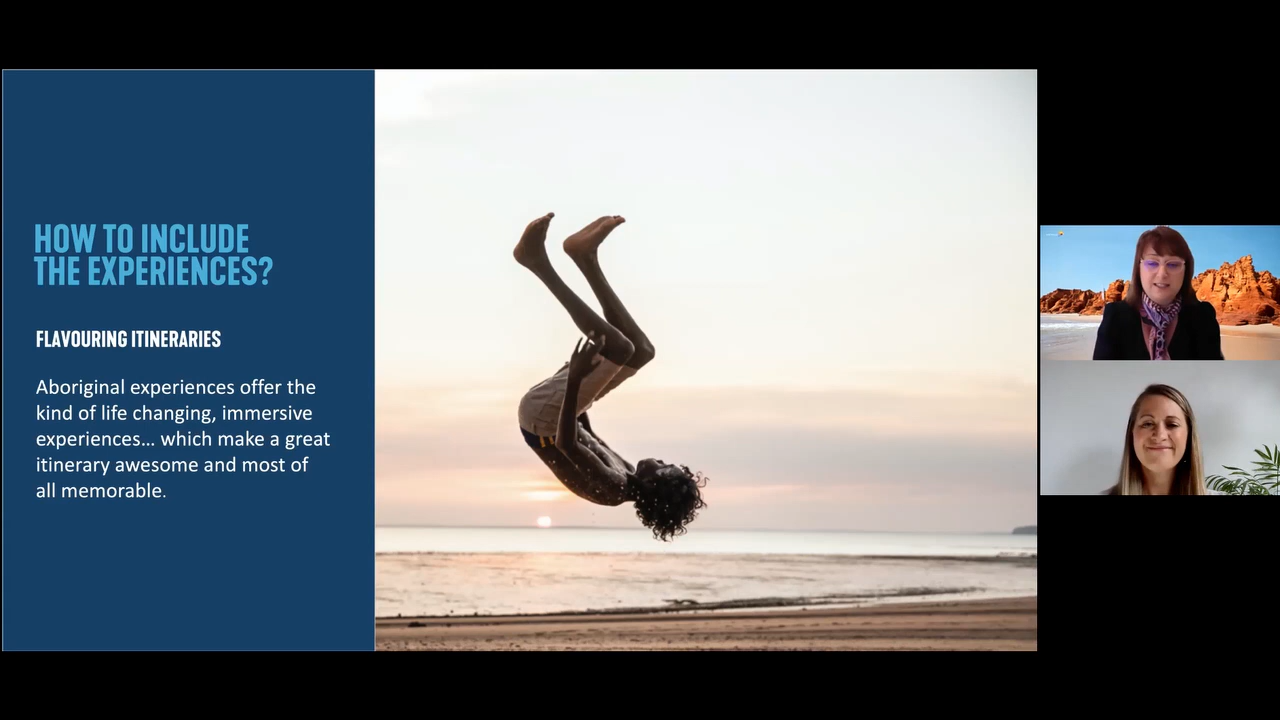 HOW TO INCLUDE
THE EXPERIENCES?
FLAVOURING ITINERARIES
Aboriginal experiences offer the
kind of life changing, immersive
experiences... which make a great
itinerary awesome and most of
all memorable.